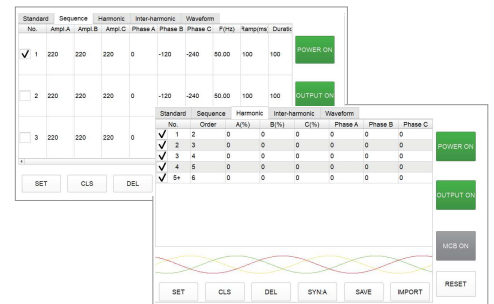 Standard Sequence Harmonic Inter-harmonic Waveform
No. Ampl.A Ampl.B Ampl.C Phase A Phase B Phase C F(Hz) Ramp(ms Duratic
1 220 220 220 0 -120 -240 50.00 100 100
POWER ON
2 220 220 220 0 -120 -240 50.00 100 100
OUTPUT ON
3 220 220 220 0
SET CLS DEL
Standard Sequence Harmonic Inter-harmonic Waveform
No. Order A(%) B(%) C(%) Phase A Phase B Phase C
1 2 0 0 0 0 0 0
2 3 0 0 0 0 0 0
3 4 0 0 0 0 0 0
4 5 0 0 0 0 0 0
5+ 6 0 0 0 0 0 0
POWER ON
OUTPUT ON
MCB ON
RESET
SET CLS DEL SYN:A SAVE IMPORT